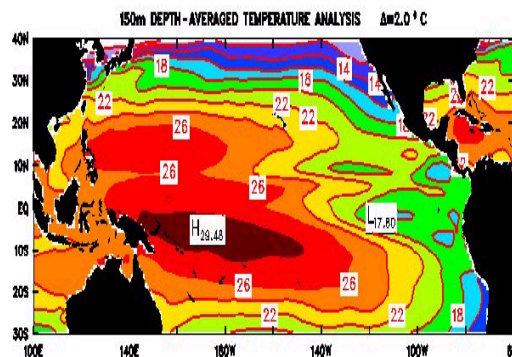 150m DEPTH-AVERAGED TEMPERATURE ANALYSIS Δ=2.0°C
40N
18 14 14
30N
22 22 22
20N 26 22 22
10N
26 26
EQ
H29.48 L17.80
10S
26 26
20S
22 22 18
30S
100E 140E 180W 140W 100W